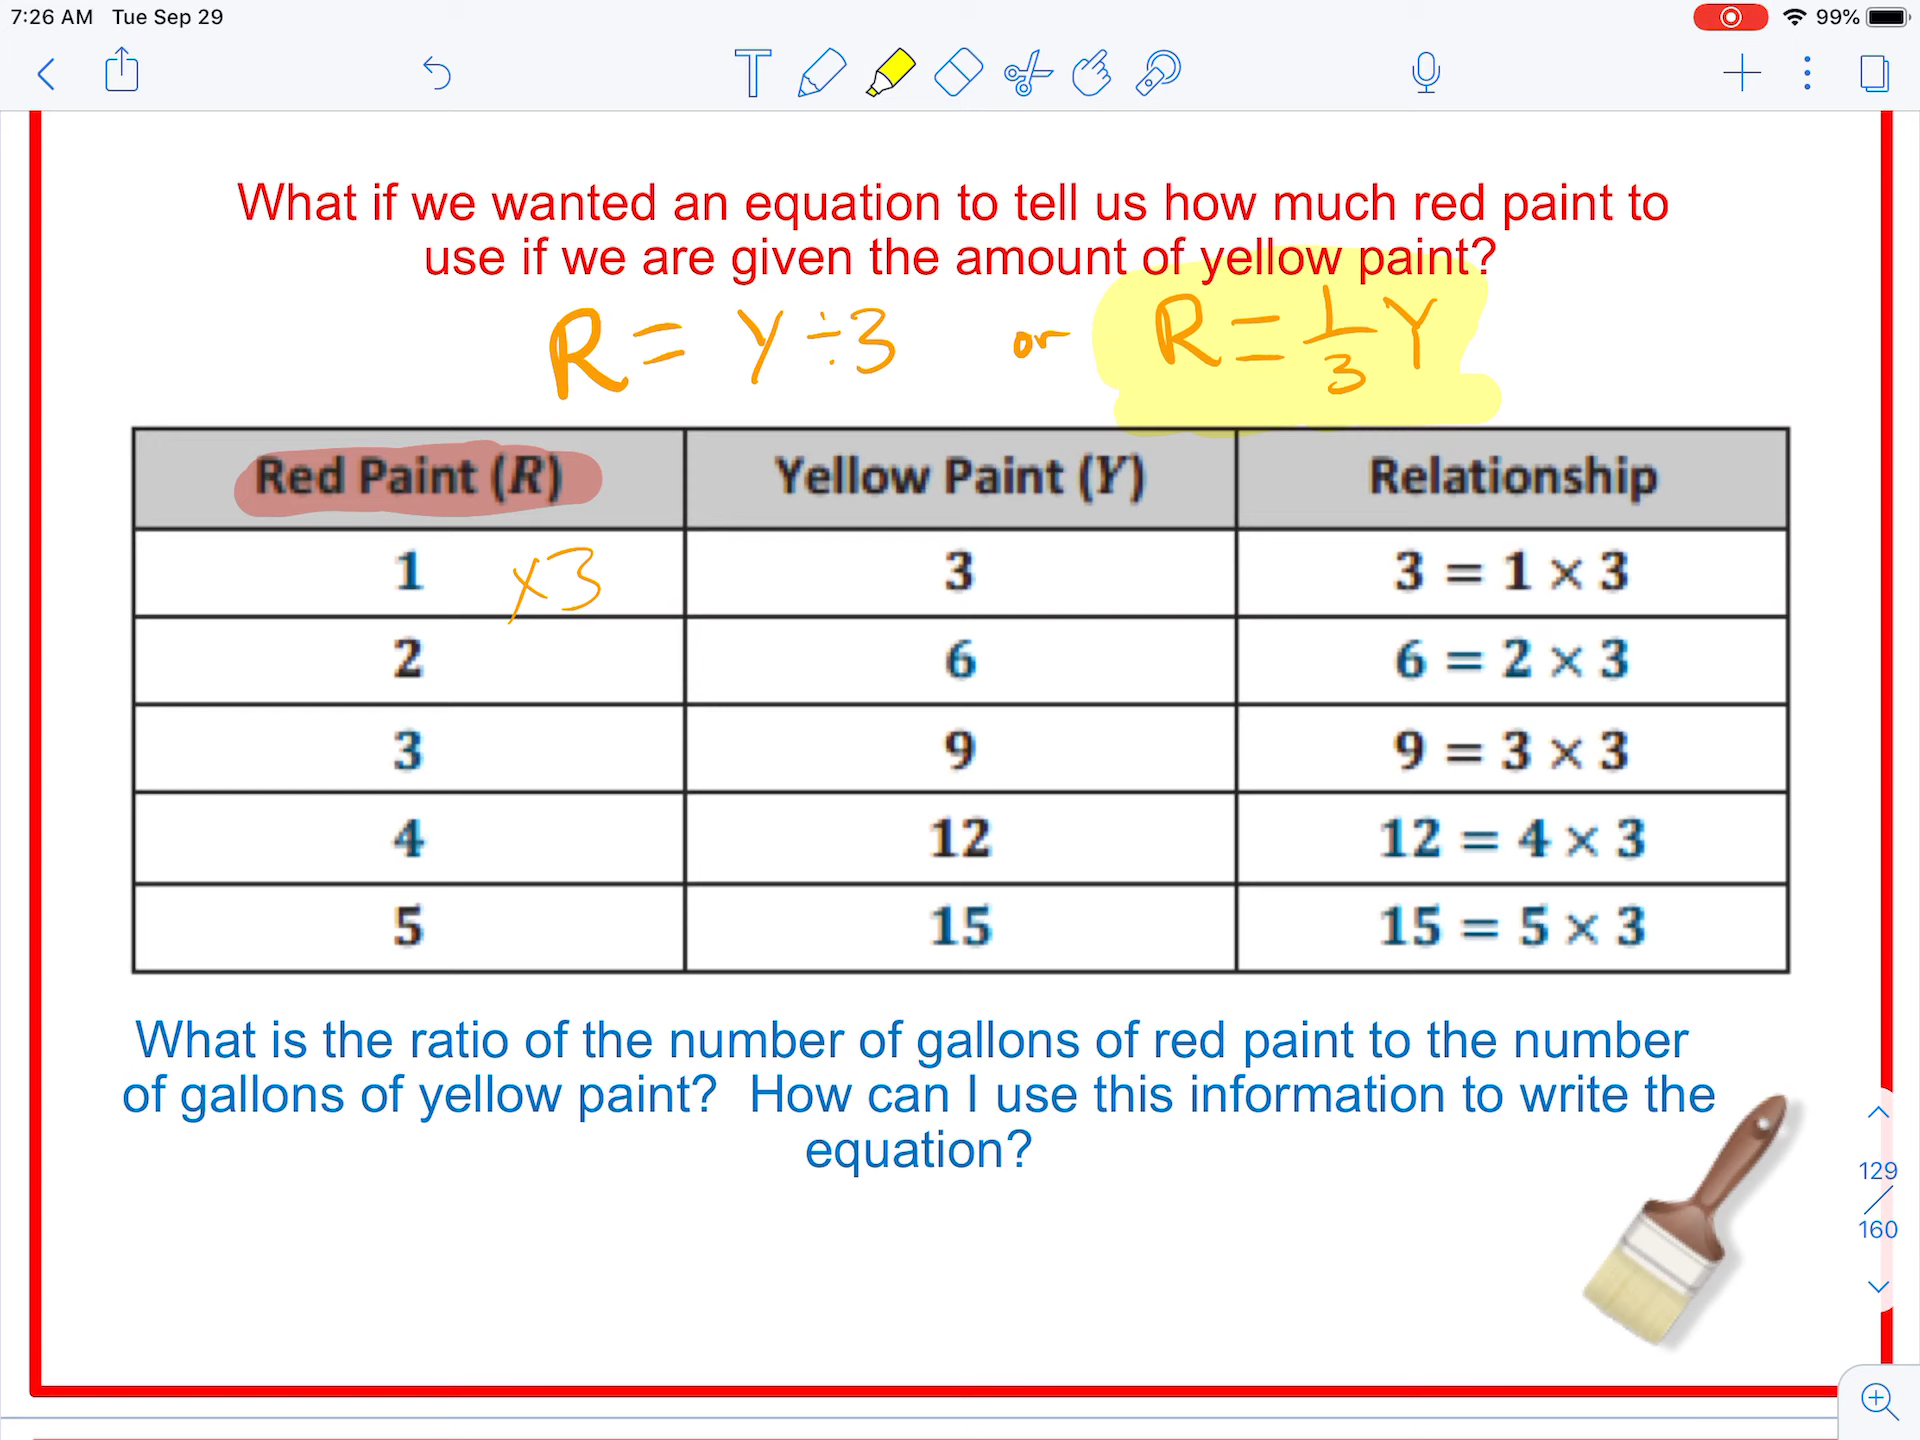 7:26 AM Tue Sep 29 99%
T
What if we wanted an equation to tell us how much red paint to
use if we are given the amount of yellow paint?
R = Y ÷ 3 or R = 1/3 Y
Red Paint (R) Yellow Paint (Y) Relationship
1 ×3 3 3 = 1 × 3
2 6 6 = 2 × 3
3 9 9 = 3 × 3
4 12 12 = 4 × 3
5 15 15 = 5 × 3
What is the ratio of the number of gallons of red paint to the number
of gallons of yellow paint? How can I use this information to write the
equation?
129
/
160